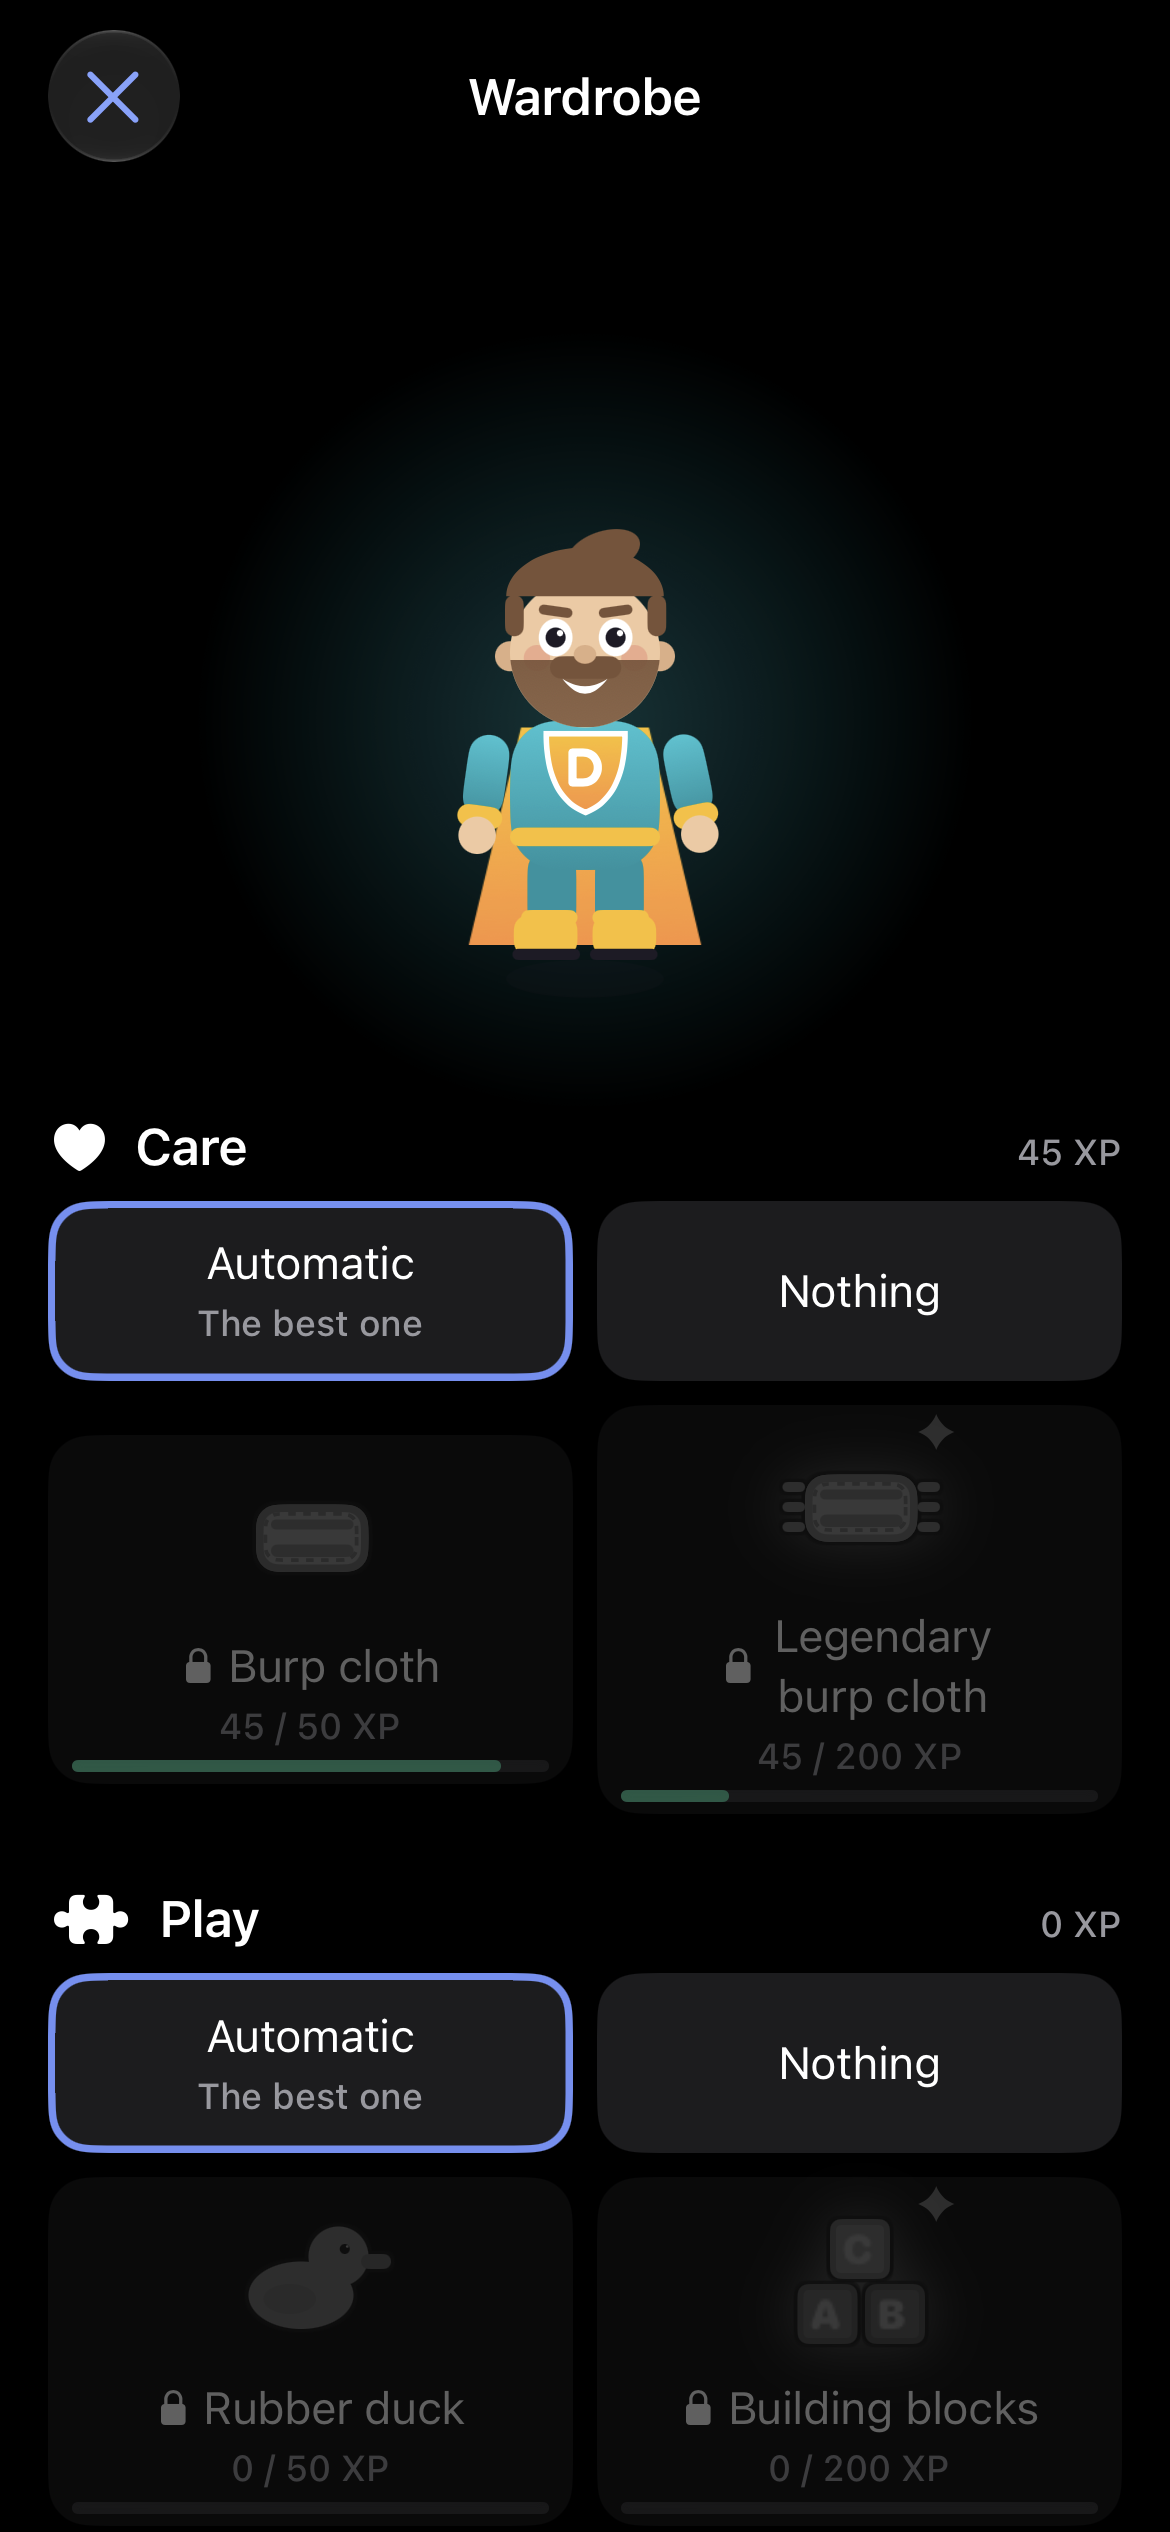 Wardrobe
D
Care
45 XP
Automatic
The best one
Nothing
Burp cloth
45 / 50 XP
Legendary
burp cloth
45 / 200 XP
Play
0 XP
Automatic
The best one
Nothing
C
A B
Rubber duck
0 / 50 XP
Building blocks
0 / 200 XP